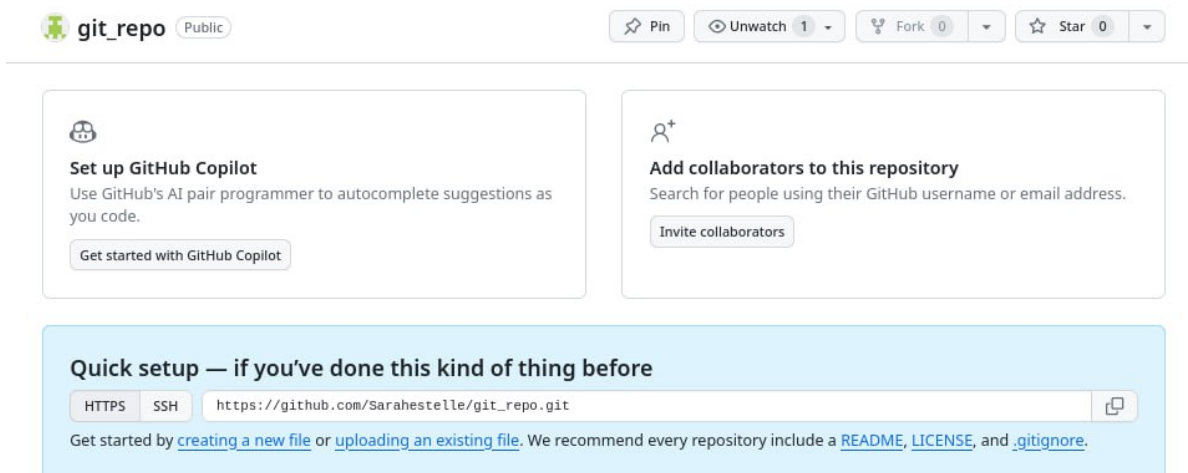 git_repo Public Pin Unwatch 1 Fork 0 Star 0
Set up GitHub Copilot
Use GitHub's AI pair programmer to autocomplete suggestions as
you code.
Get started with GitHub Copilot
Add collaborators to this repository
Search for people using their GitHub username or email address.
Invite collaborators
Quick setup — if you’ve done this kind of thing before
HTTPS SSH https://github.com/Sarahestelle/git_repo.git
Get started by creating a new file or uploading an existing file. We recommend every repository include a README, LICENSE, and .gitignore.